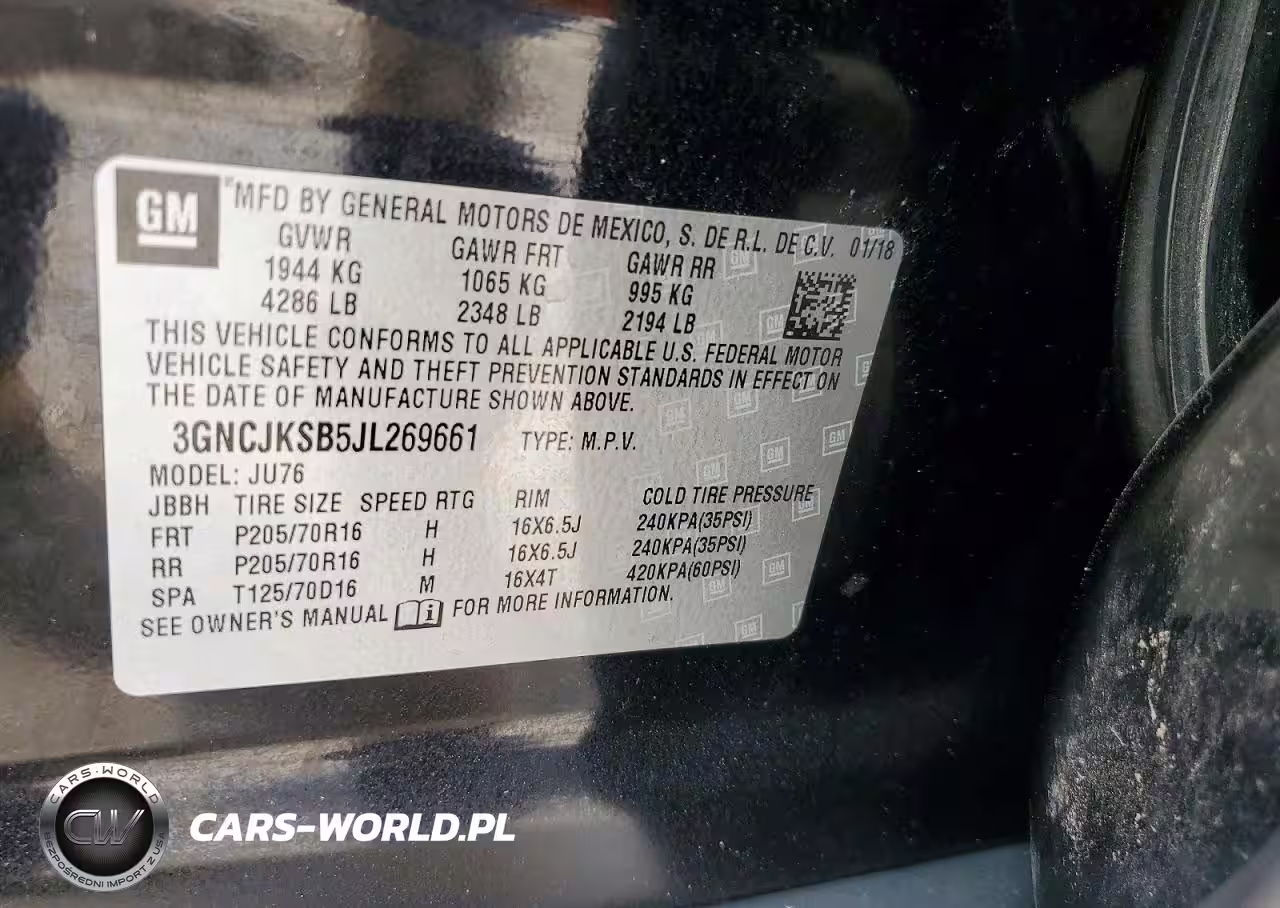 GM
MFD BY GENERAL MOTORS DE MEXICO, S. DE R.L. DE C.V. 01/18
GVWR GAWR FRT GAWR RR
1944 KG 1065 KG 995 KG
4286 LB 2348 LB 2194 LB
THIS VEHICLE CONFORMS TO ALL APPLICABLE U.S. FEDERAL MOTOR
VEHICLE SAFETY AND THEFT PREVENTION STANDARDS IN EFFECT ON
THE DATE OF MANUFACTURE SHOWN ABOVE.
3GNCJKSB5JL269661 TYPE: M.P.V.
MODEL: JU76
JBBH TIRE SIZE SPEED RTG RIM COLD TIRE PRESSURE
FRT P205/70R16 H 16X6.5J 240KPA(35PSI)
RR P205/70R16 H 16X6.5J 240KPA(35PSI)
SPA T125/70D16 M 16X4T 420KPA(60PSI)
SEE OWNER'S MANUAL FOR MORE INFORMATION.
CARS-WORLD
CW
BEZPOŚREDNI IMPORT Z USA
CARS-WORLD.PL